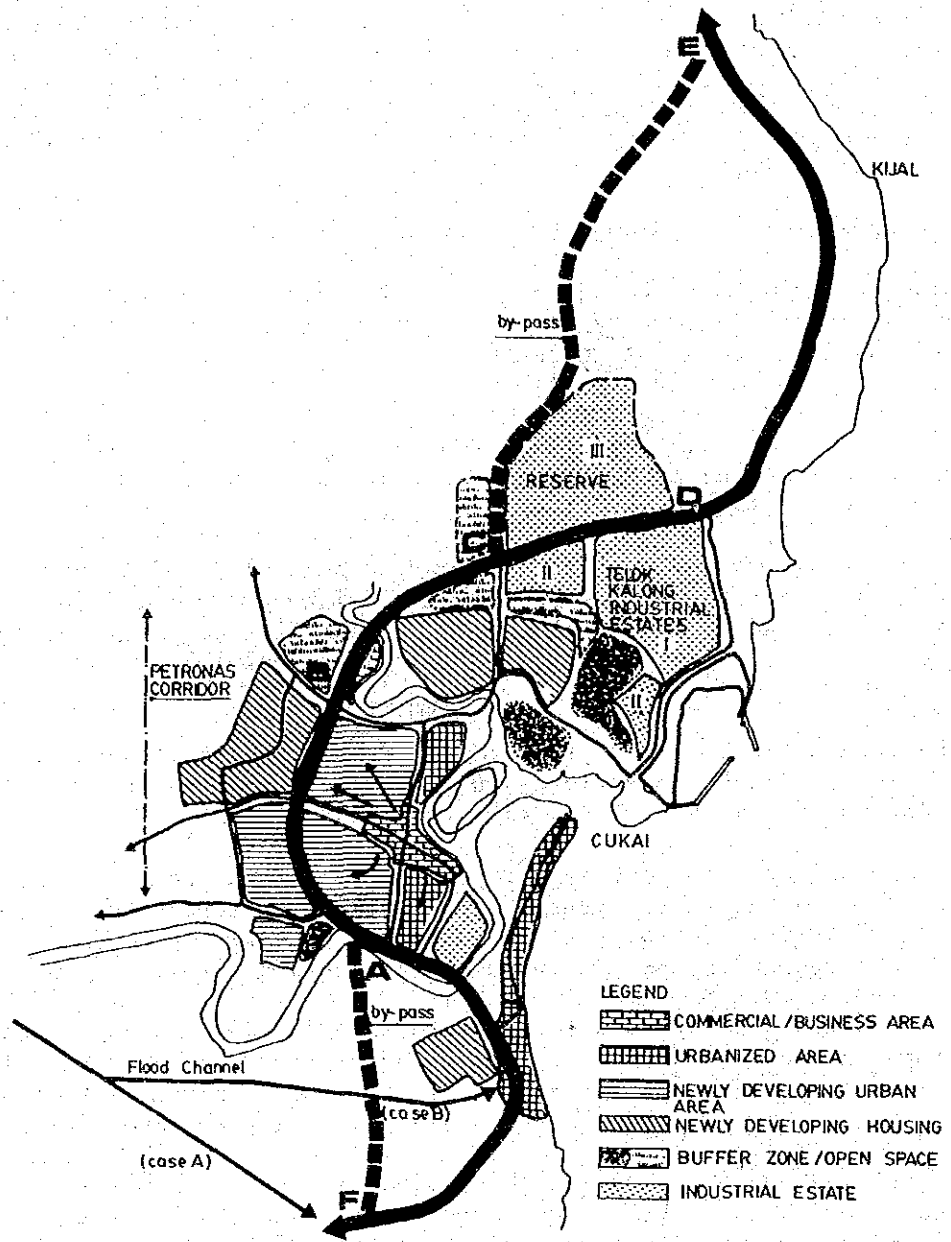 E
KIJAL
by-pass
III
RESERVE
D
C
II
TELOK
KALONG
INDUSTRIAL
ESTATES
I
II
B
PETRONAS
CORRIDOR
CUKAI
A
by-pass
Flood Channel
(case B)
(case A)
F
LEGEND
COMMERCIAL/BUSINESS AREA
URBANIZED AREA
NEWLY DEVELOPING URBAN
AREA
NEWLY DEVELOPING HOUSING
BUFFER ZONE/OPEN SPACE
INDUSTRIAL ESTATE